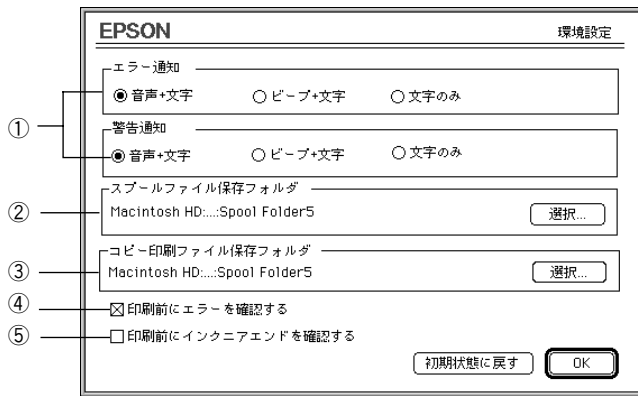 EPSON 環境設定
エラー通知
音声+文字 ビープ+文字 文字のみ
①
警告通知
音声+文字 ビープ+文字 文字のみ
スプールファイル保存フォルダ
② Macintosh HD:...:Spool Folder5 選択...
コピー印刷ファイル保存フォルダ
③ Macintosh HD:...:Spool Folder5 選択...
④ 印刷前にエラーを確認する
⑤ 印刷前にインクニアエンドを確認する
初期状態に戻す OK